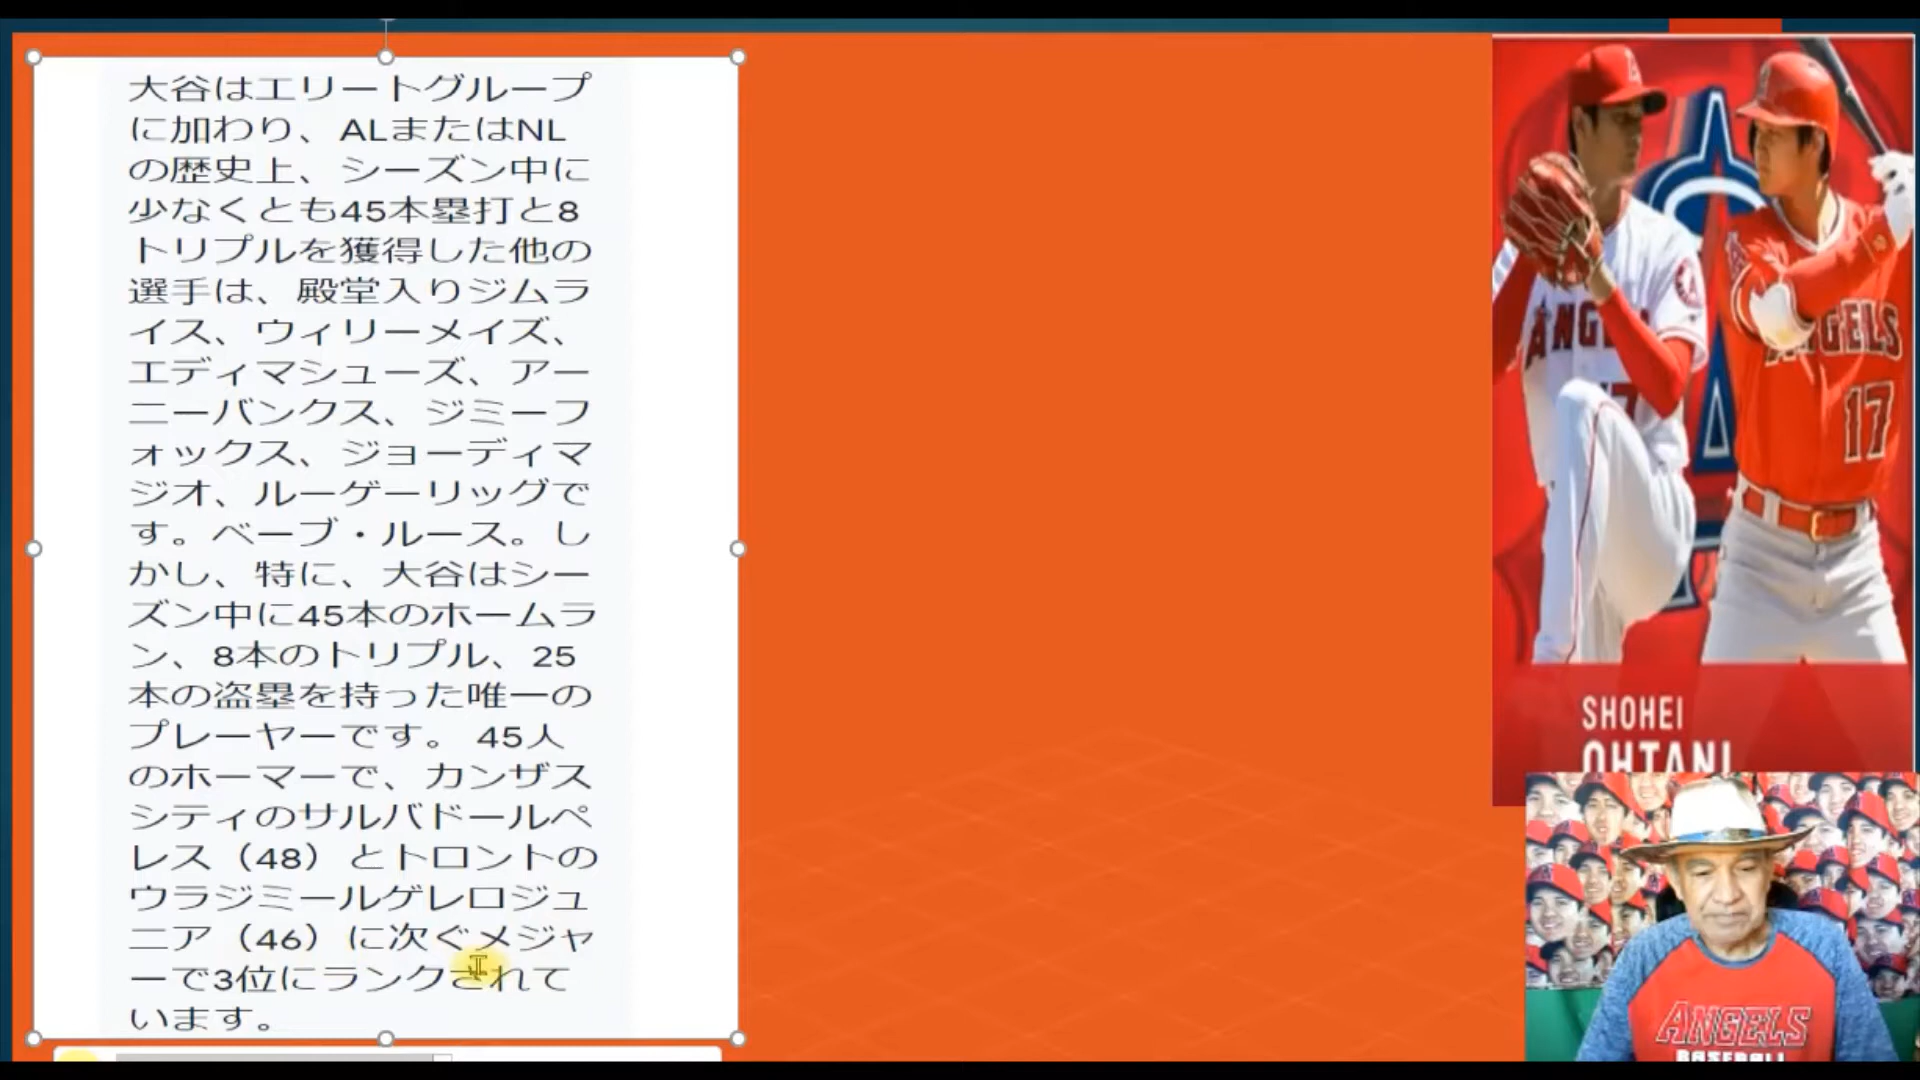 大谷はエリートグループ
に加わり、ALまたはNL
の歴史上、シーズン中に
少なくとも45本塁打と8
トリプルを獲得した他の
選手は、殿堂入りジムラ
イス、ウィリーメイズ、
エディマシューズ、アー
ニーバンクス、ジミーフ
ォックス、ジョーディマ
ジオ、ルーゲーリッグで
す。ベーブ・ルース。し
かし、特に、大谷はシー
ズン中に45本のホームラ
ン、8本のトリプル、25
本の盗塁を持った唯一の
プレーヤーです。 45人
のホーマーで、カンザス
シティのサルバドールペ
レス（48）とトロントの
ウラジミールゲレロジュ
ニア（46）に次ぐメジャ
ーで3位にランクされて
います。
ANGELS
17
SHOHEI
OHTANI
ANGELS
BASEBALL